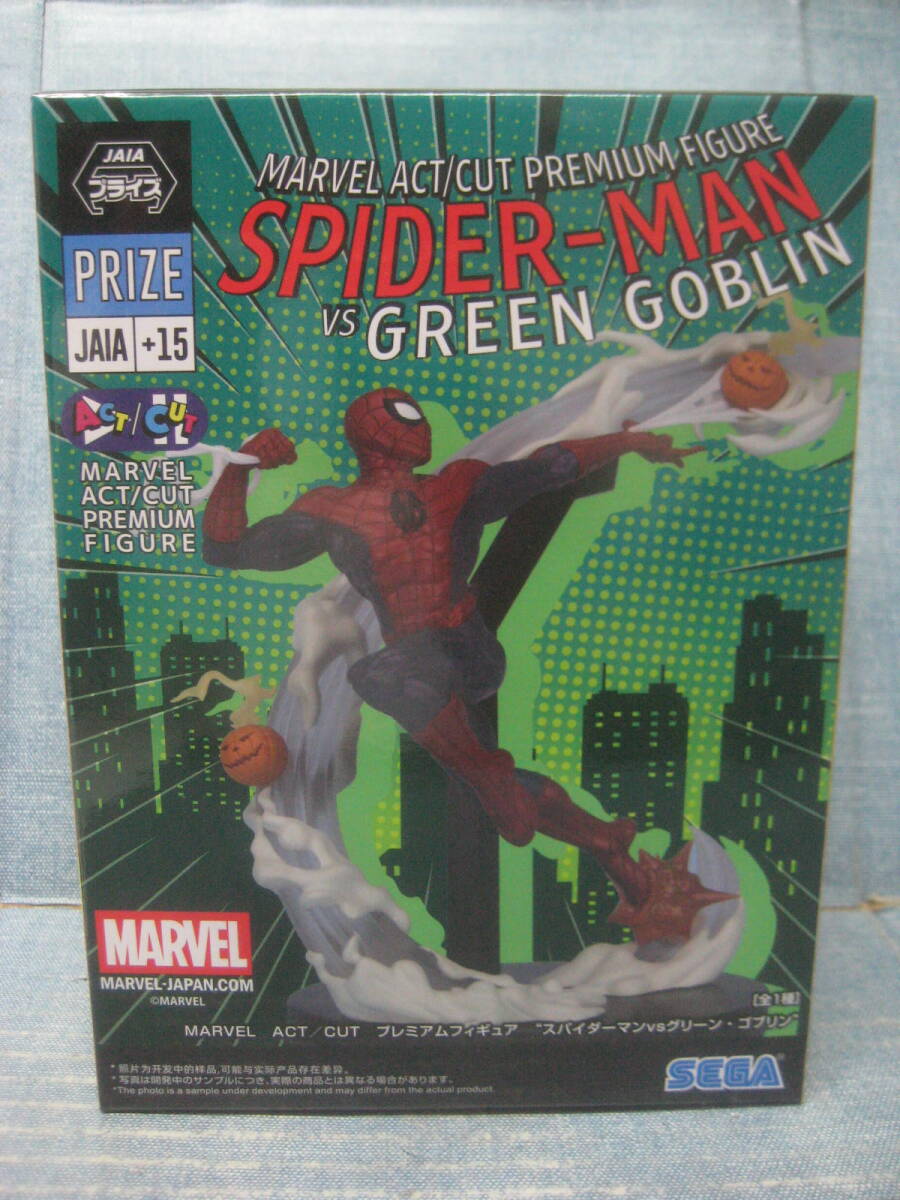 JAIA
プライズ
PRIZE
JAIA +15
ACT/CUT
MARVEL
ACT/CUT
PREMIUM
FIGURE
MARVEL ACT/CUT PREMIUM FIGURE
SPIDER-MAN
VS GREEN GOBLIN
MARVEL
MARVEL-JAPAN.COM
©MARVEL
[全1種]
MARVEL ACT/CUT プレミアムフィギュア "スパイダーマンvsグリーン・ゴブリン"
*照片为开发中的样品,可能与实际产品存在差异。
*写真は開発中のサンプルにつき、実際の商品とは異なる場合があります。
*The photo is a sample under development and may differ from the actual product.
SEGA®